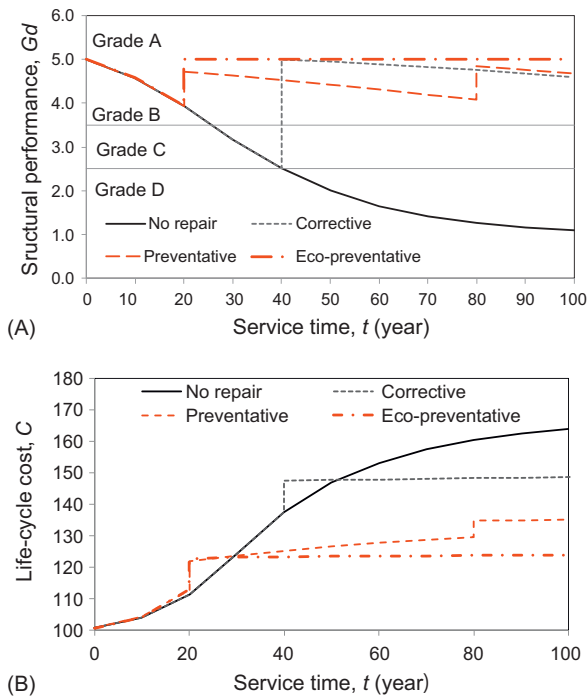 6.0
5.0
4.0
3.0
2.0
1.0
0.0
Sructural performance, Gd
Grade A
Grade B
Grade C
Grade D
No repair
Corrective
Preventative
Eco-preventative
0 10 20 30 40 50 60 70 80 90 100
(A)
Service time, t (year)
180
170
160
150
140
130
120
110
100
Life-cycle cost, C
No repair
Corrective
Preventative
Eco-preventative
0 20 40 60 80 100
(B)
Service time, t (year)